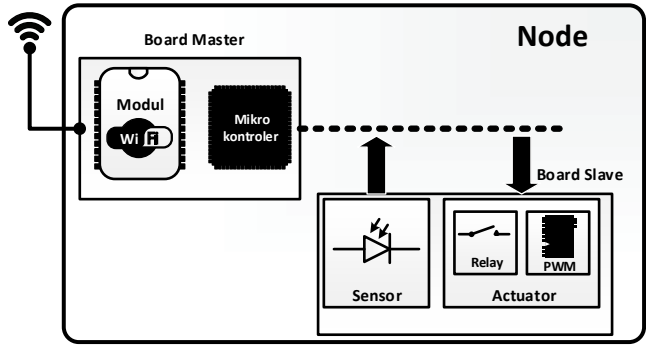 Node
Board Master
Modul
Wi Fi
Mikro
kontroler
Board Slave
Relay
PWM
Sensor
Actuator